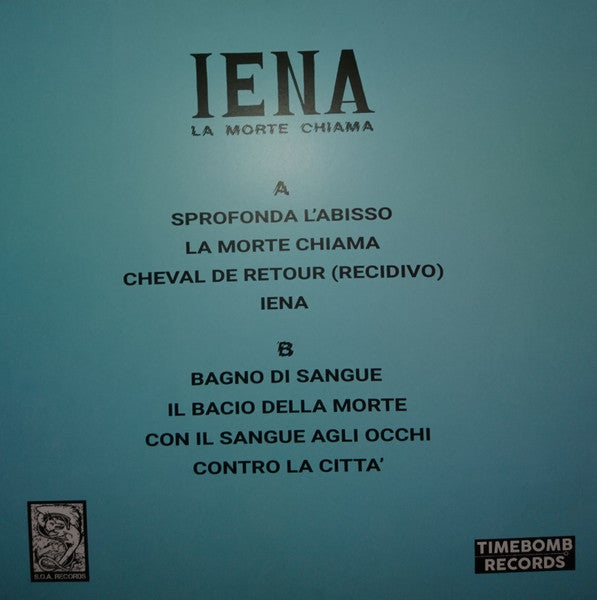 IENA
LA MORTE CHIAMA
A
SPROFONDA L'ABISSO
LA MORTE CHIAMA
CHEVAL DE RETOUR (RECIDIVO)
IENA
B
BAGNO DI SANGUE
IL BACIO DELLA MORTE
CON IL SANGUE AGLI OCCHI
CONTRO LA CITTA'
S.O.A. RECORDS
TIMEBOMB
RECORDS